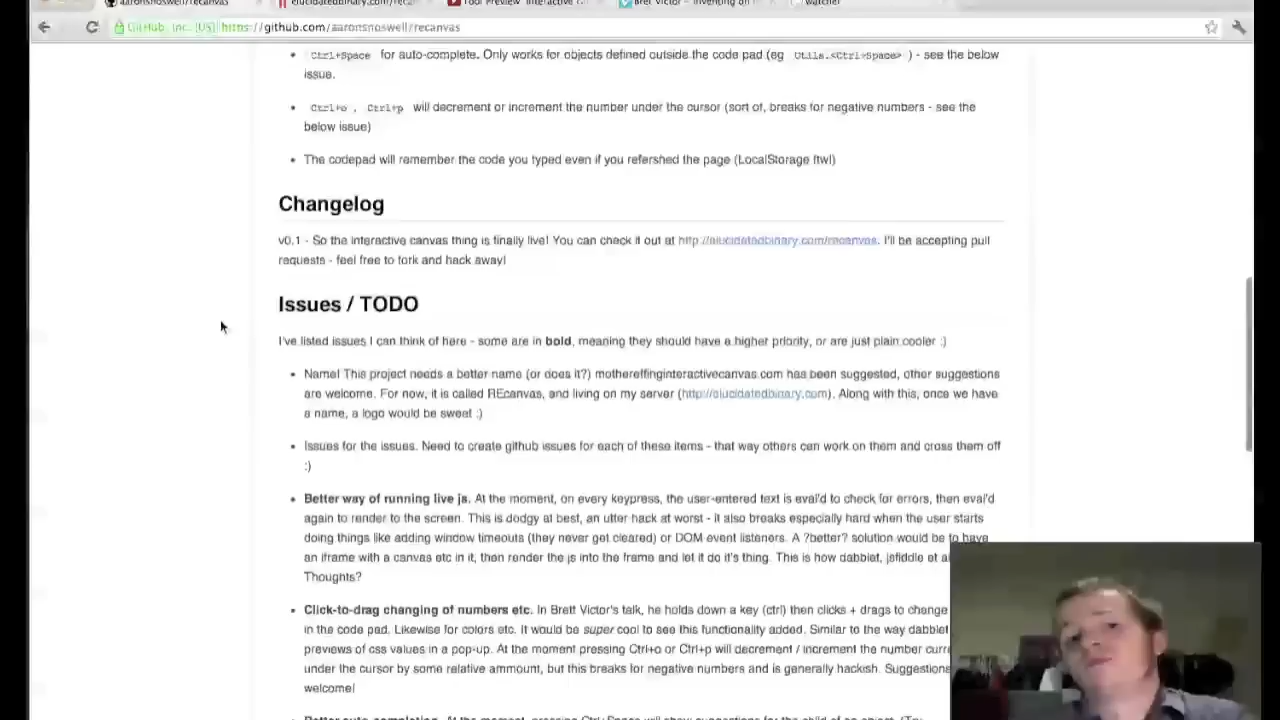 aaronsnoswell/recanvas
elucidatedbinary.com/reca
Tool Preview
watcher
GitHub, Inc. [US] https://github.com/aaronsnoswell/recanvas
Ctrl+Space for auto-complete. Only works for objects defined outside the code pad (eg Utils.<Ctrl+Space> ) - see the below
issue.
Ctrl+o , Ctrl+p will decrement or increment the number under the cursor (sort of, breaks for negative numbers - see the
below issue)
The codepad will remember the code you typed even if you refershed the page (LocalStorage ftw!)
Changelog
v0.1 - So the interactive canvas thing is finally live! You can check it out at http://elucidatedbinary.com/recanvas. I'll be accepting pull
requests - feel free to fork and hack away!
Issues / TODO
I've listed issues I can think of here - some are in bold, meaning they should have a higher priority, or are just plain cooler :)
Name! This project needs a better name (or does it?) mothereffinginteractivecanvas.com has been suggested, other suggestions
are welcome. For now, it is called REcanvas, and living on my server (http://elucidatedbinary.com). Along with this, once we have
a name, a logo would be sweet :)
Issues for the issues. Need to create github issues for each of these items - that way others can work on them and cross them off
:)
Better way of running live js. At the moment, on every keypress, the user-entered text is eval'd to check for errors, then eval'd
again to render to the screen. This is dodgy at best, an utter hack at worst - it also breaks especially hard when the user starts
doing things like adding window timeouts (they never get cleared) or DOM event listeners. A ?better? solution would be to have
an iframe with a canvas etc in it, then render the js into the frame and let it do it's thing. This is how dabblet, jsfiddle et a
Thoughts?
Click-to-drag changing of numbers etc. In Brett Victor's talk, he holds down a key (ctrl) then clicks + drags to change
in the code pad. Likewise for colors etc. It would be super cool to see this functionality added. Similar to the way dabblet
previews of css values in a pop-up. At the moment pressing Ctrl+o or Ctrl+p will decrement / increment the number curre
under the cursor by some relative ammount, but this breaks for negative numbers and is generally hackish. Suggestions
welcome!